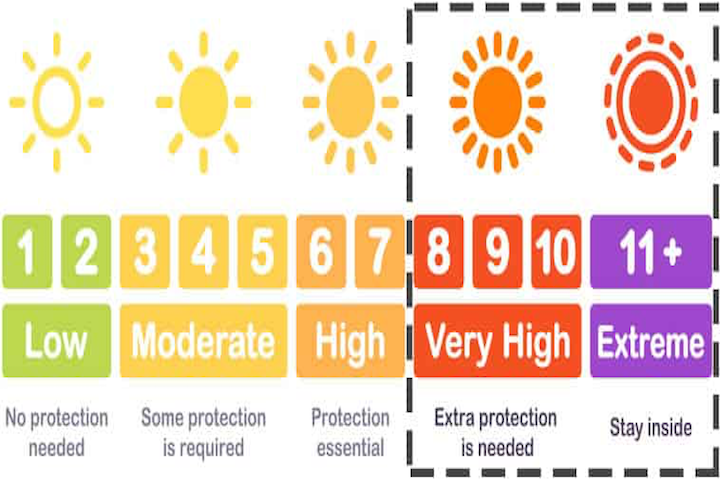 1 2 3 4 5 6 7 8 9 10 11+
Low Moderate High Very High Extreme
No protection
needed
Some protection
is required
Protection
essential
Extra protection
is needed
Stay inside